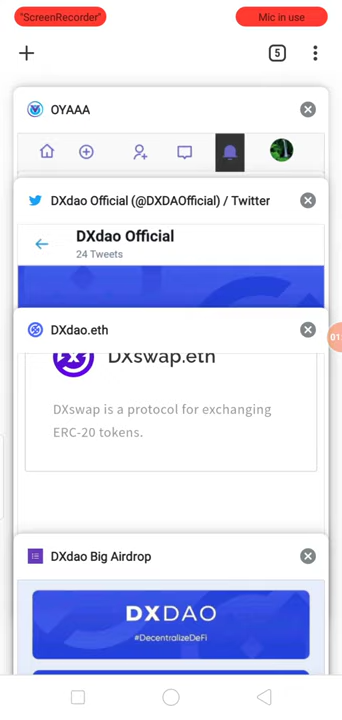 "ScreenRecorder"
Mic in use
5
OYAAA
DXdao Official (@DXDAOfficial) / Twitter
DXdao Official
24 Tweets
DXdao.eth
DXswap.eth
DXswap is a protocol for exchanging
ERC-20 tokens.
DXdao Big Airdrop
DXDAO
#DecentralizeDeFi